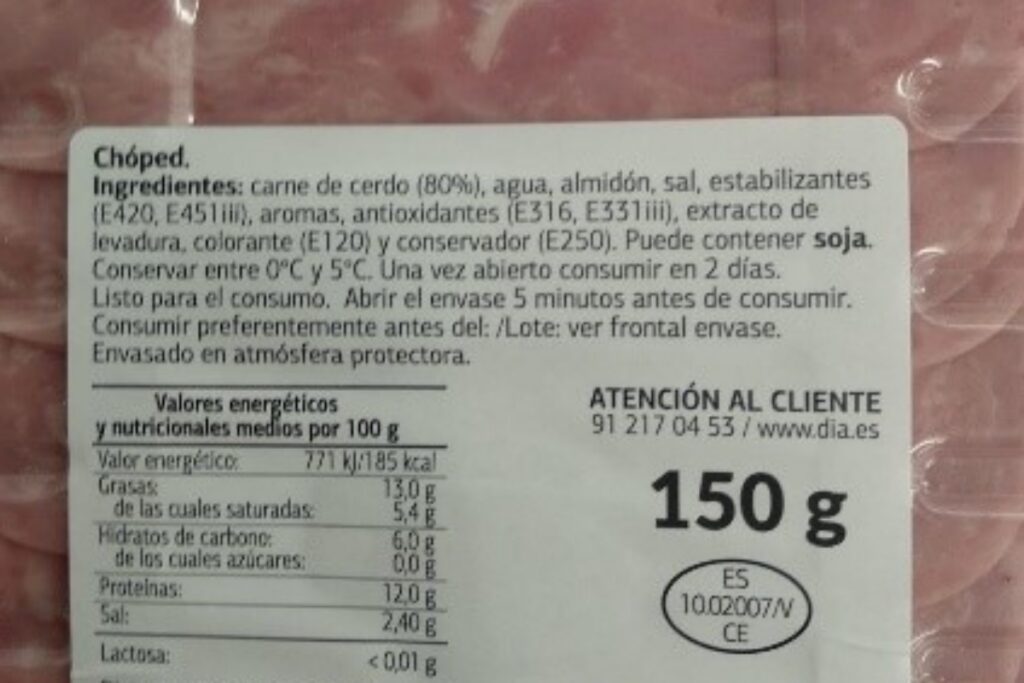 Chóped.
Ingredientes: carne de cerdo (80%), agua, almidón, sal, estabilizantes
(E420, E451iii), aromas, antioxidantes (E316, E331iii), extracto de
levadura, colorante (E120) y conservador (E250). Puede contener soja.
Conservar entre 0°C y 5°C. Una vez abierto consumir en 2 días.
Listo para el consumo. Abrir el envase 5 minutos antes de consumir.
Consumir preferentemente antes del: /Lote: ver frontal envase.
Envasado en atmósfera protectora.
Valores energéticos
y nutricionales medios por 100 g
Valor energético: 771 kJ/185 kcal
Grasas: 13,0 g
de las cuales saturadas: 5,4 g
Hidratos de carbono: 6,0 g
de los cuales azúcares: 0,0 g
Proteínas: 12,0 g
Sal: 2,40 g
Lactosa: < 0,01 g
ATENCIÓN AL CLIENTE
91 217 04 53 / www.dia.es
150 g
ES
10.02007/V
CE